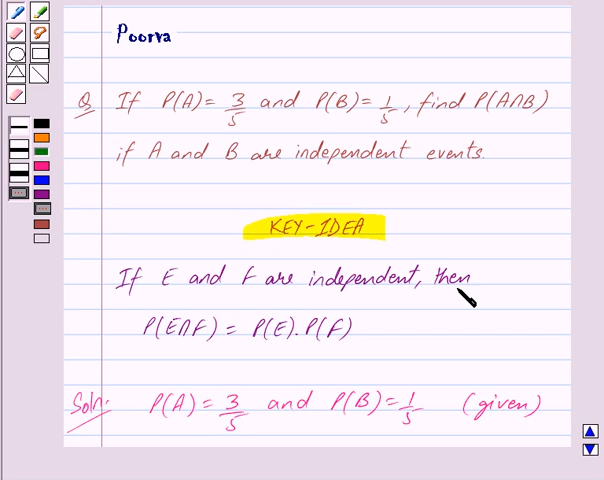 Poorva
Q If P(A) = 3/5 and P(B) = 1/5, find P(A∩B)
if A and B are independent events.
KEY-IDEA
If E and F are independent, then
P(E∩F) = P(E).P(F)
Soln: P(A) = 3/5 and P(B) = 1/5 (given)